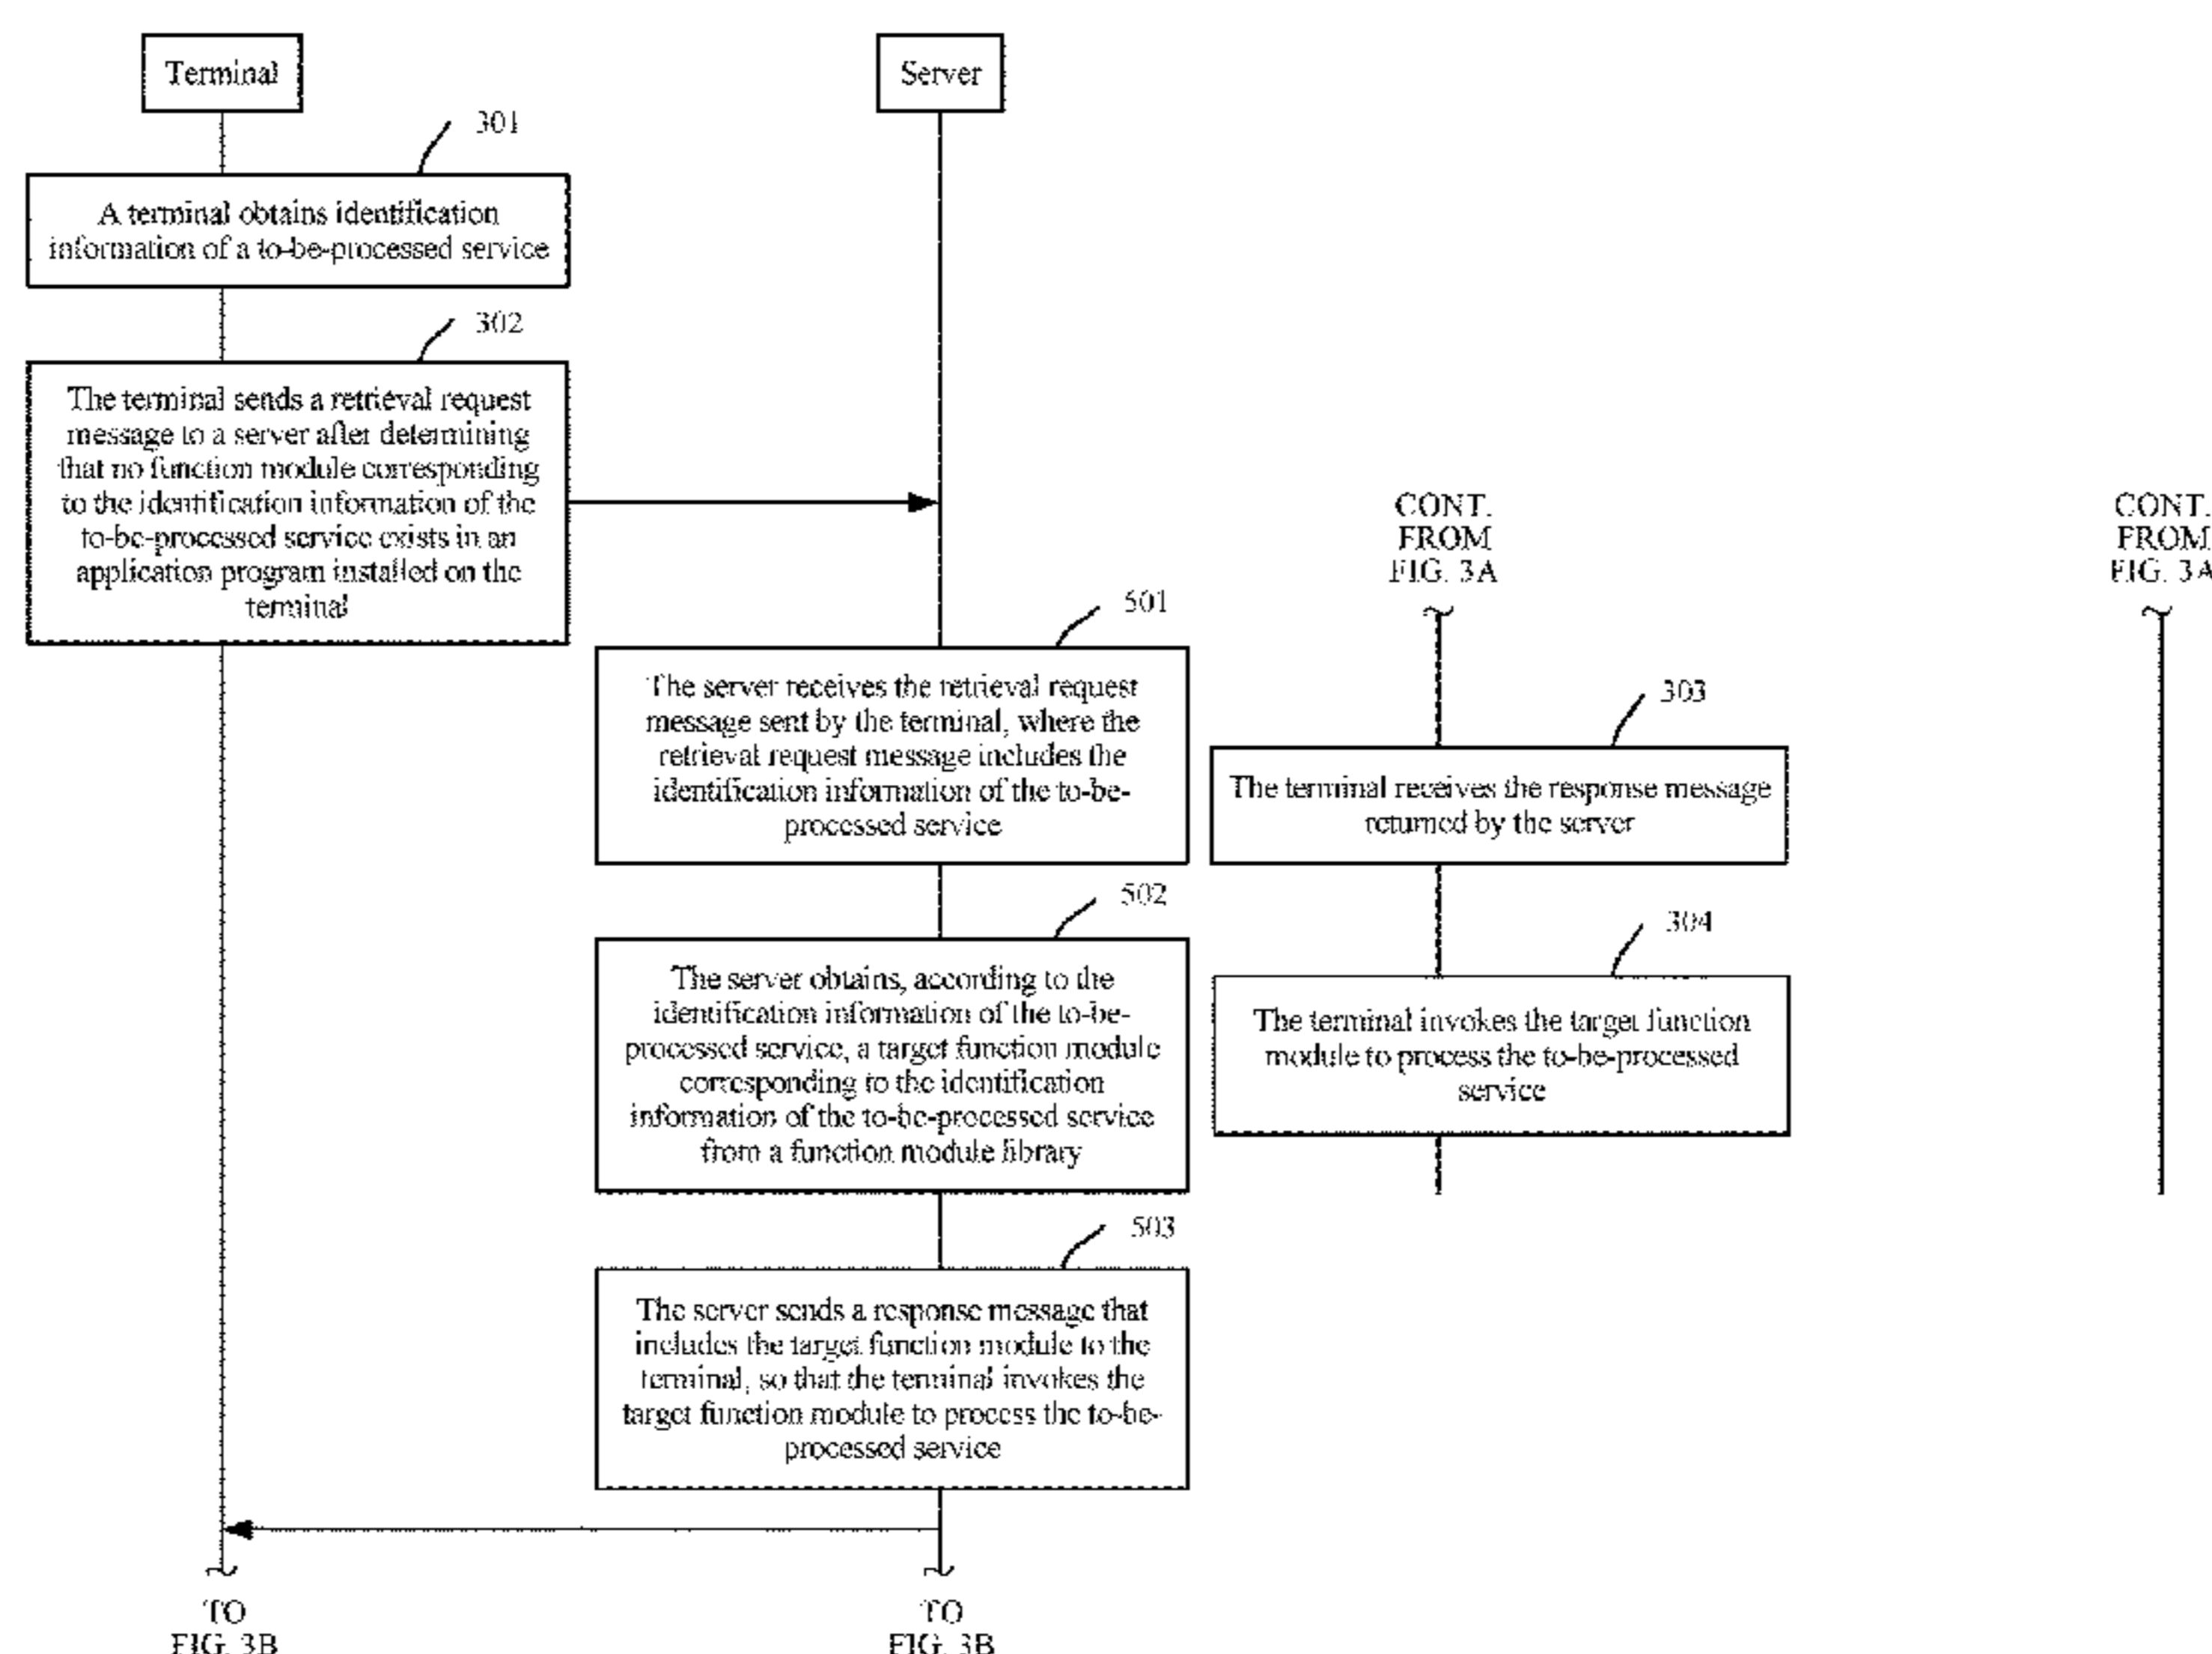 Terminal
Server
301
A terminal obtains identification
information of a to-be-processed service
302
The terminal sends a retrieval request
message to a server after determining
that no function module corresponding
to the identification information of the
to-be-processed service exists in an
application program installed on the
terminal
501
The server receives the retrieval request
message sent by the terminal, where the
retrieval request message includes the
identification information of the to-be-
processed service
502
The server obtains, according to the
identification information of the to-be-
processed service, a target function module
corresponding to the identification
information of the to-be-processed service
from a function module library
503
The server sends a response message that
includes the target function module to the
terminal, so that the terminal invokes the
target function module to process the to-be-
processed service
TO
FIG. 3B
TO
FIG. 3B
CONT.
FROM
FIG. 3A
CONT.
FROM
FIG. 3A
303
The terminal receives the response message
returned by the server
304
The terminal invokes the target function
module to process the to-be-processed
service